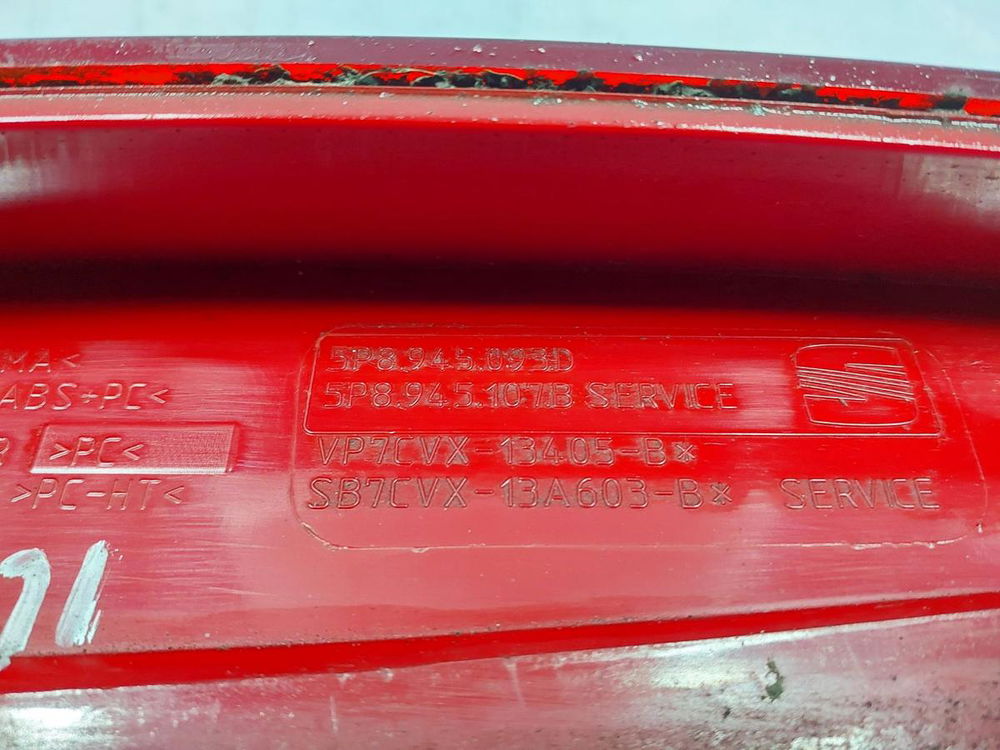 MA<
ABS+PC<
R >PC<
>PC-HT<
5P8.945.093D
5P8.945.107B SERVICE
VP7CVX-13405-B*
SB7CVX-13A603-B* SERVICE